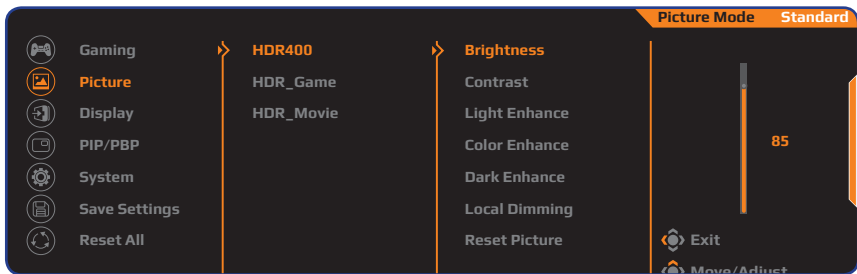 Picture Mode Standard
Gaming HDR400 Brightness
Picture HDR_Game Contrast
Display HDR_Movie Light Enhance
PIP/PBP Color Enhance 85
System Dark Enhance
Save Settings Local Dimming
Reset All Reset Picture Exit
Move/Adjust